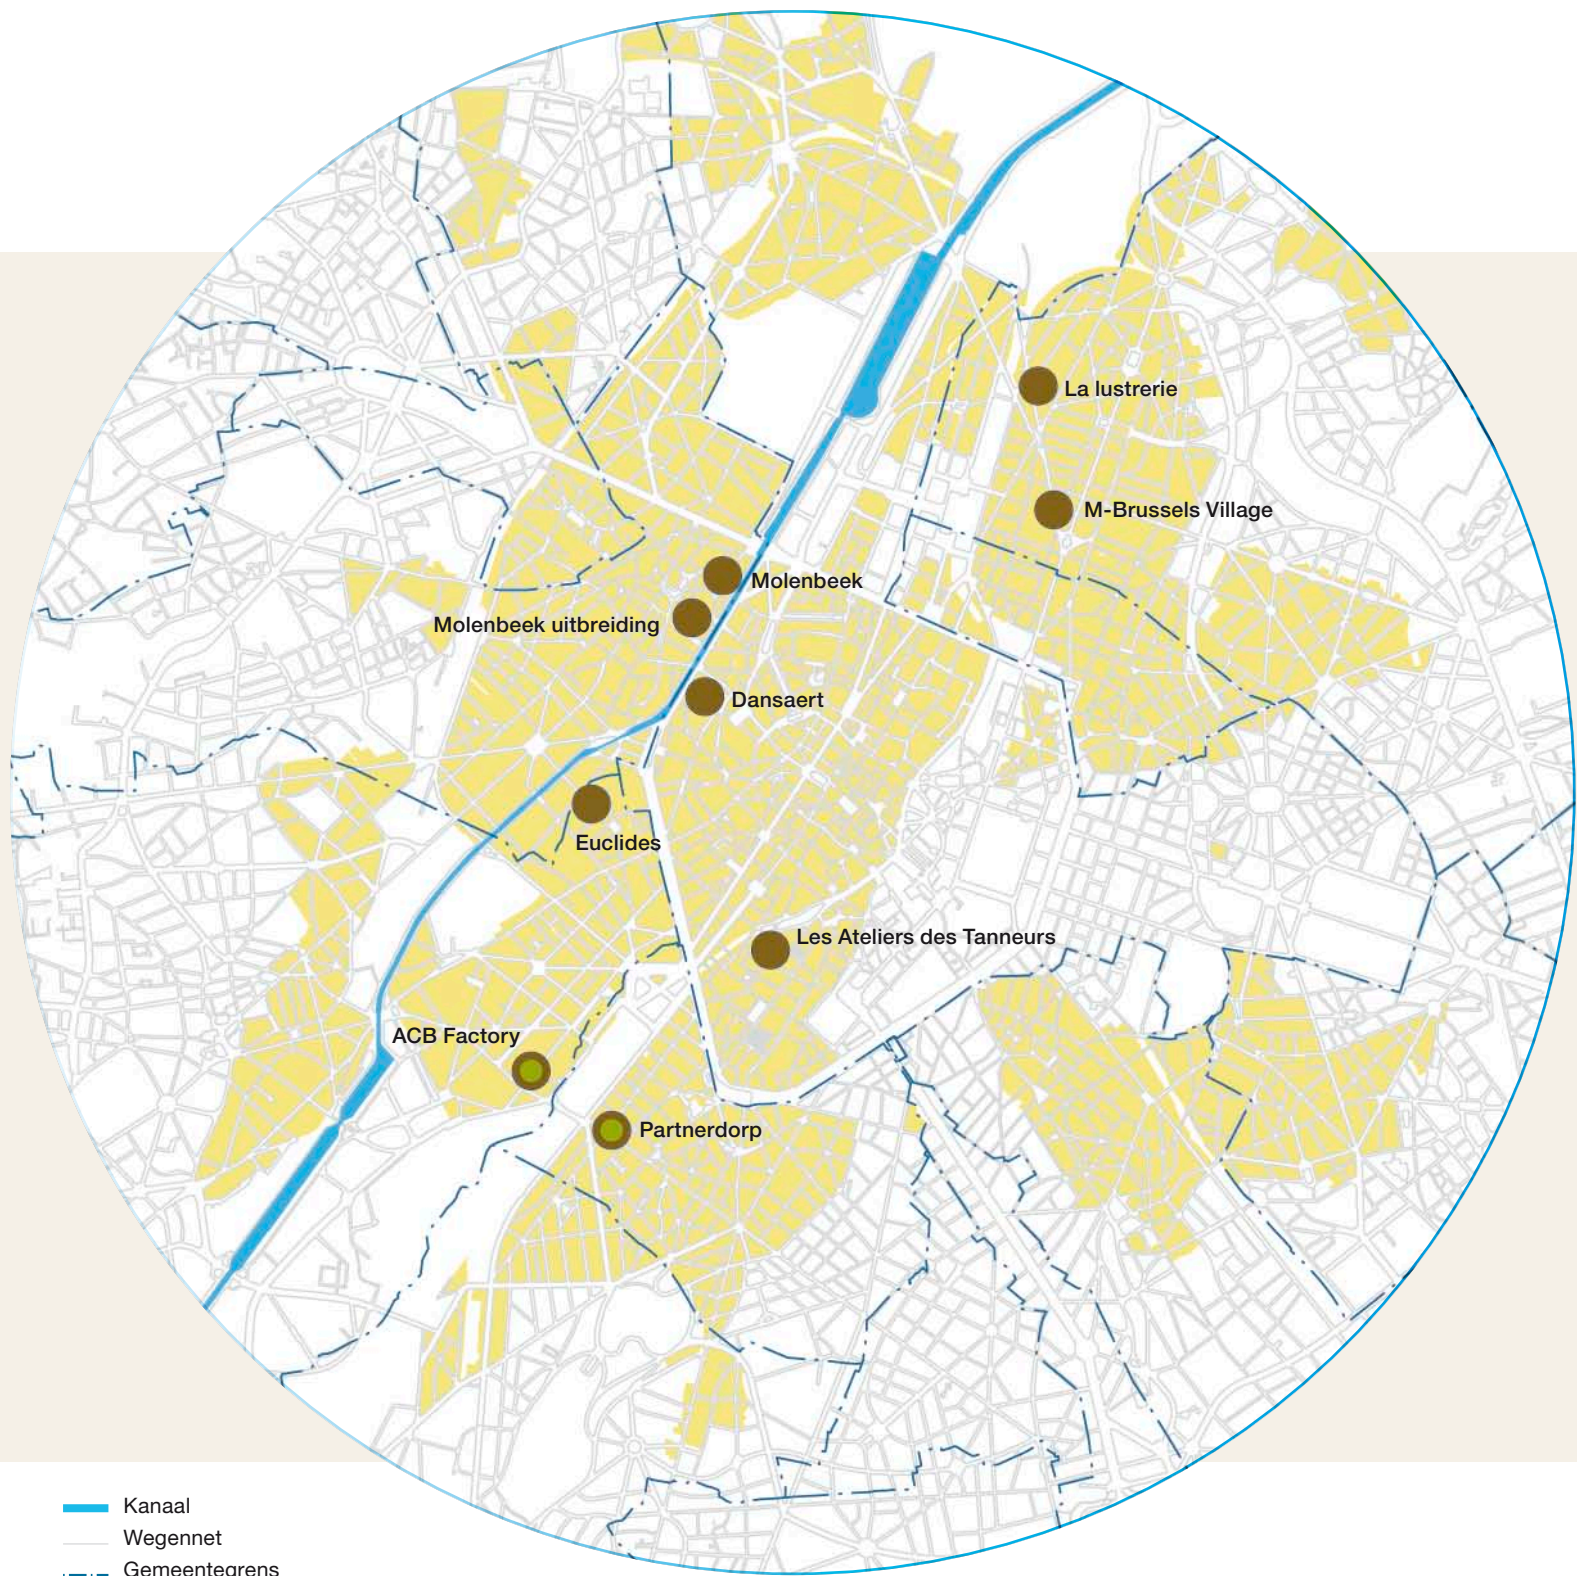 La lustrerie
M-Brussels Village
Molenbeek
Molenbeek uitbreiding
Dansaert
Euclides
Les Ateliers des Tanneurs
ACB Factory
Partnerdorp
Kanaal
Wegennet
Gemeentegrens